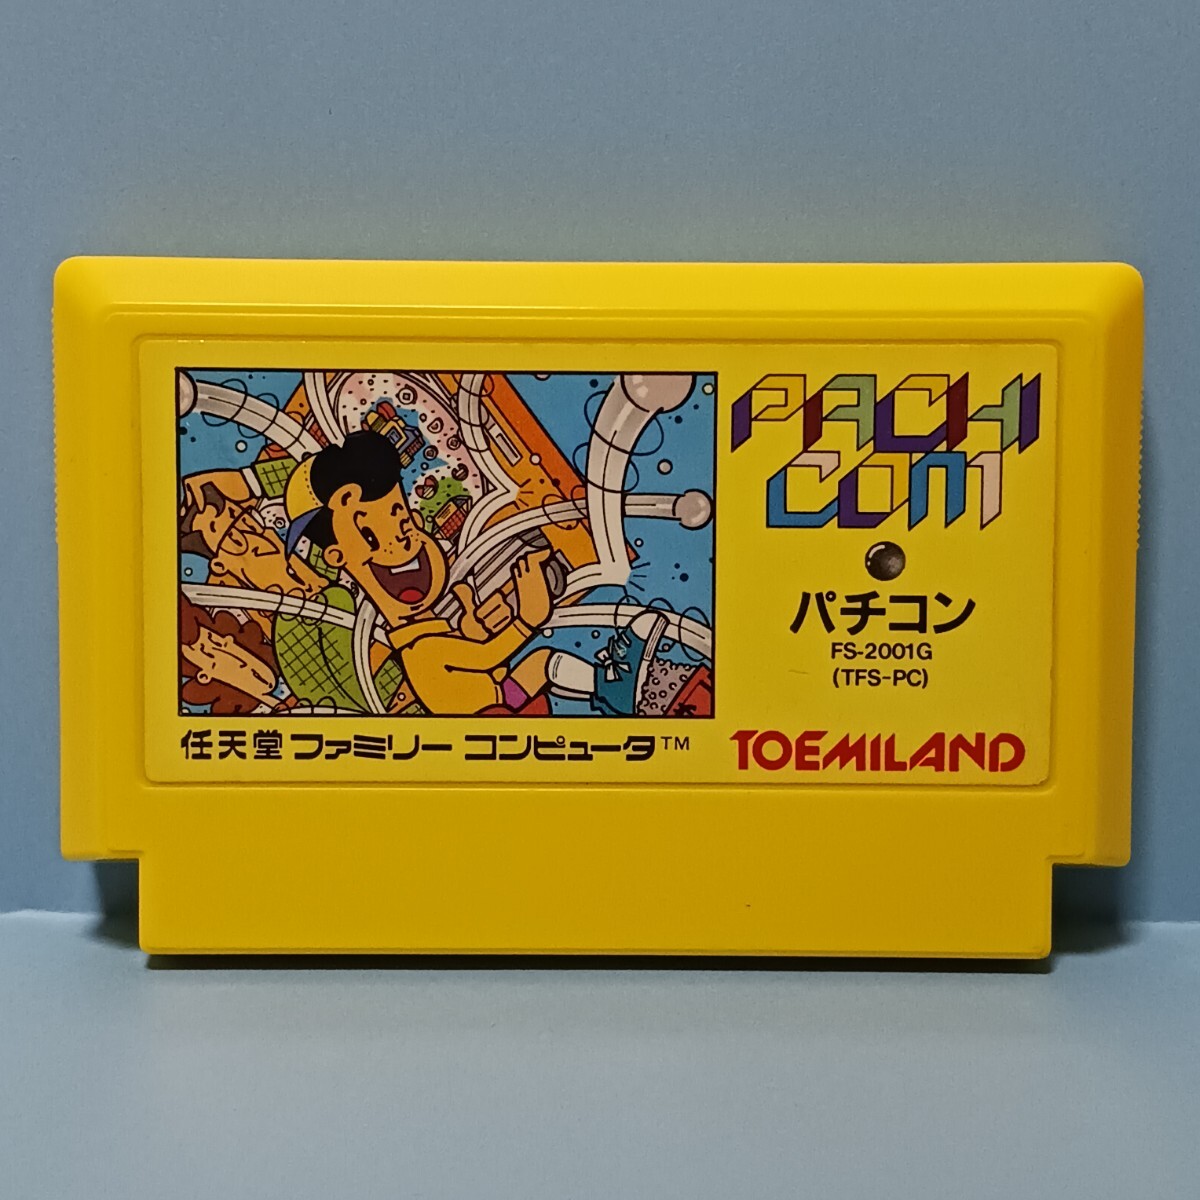 PACHI
COM
パチコン
FS-2001G
(TFS-PC)
任天堂 ファミリー コンピュータ™
TOEMILAND